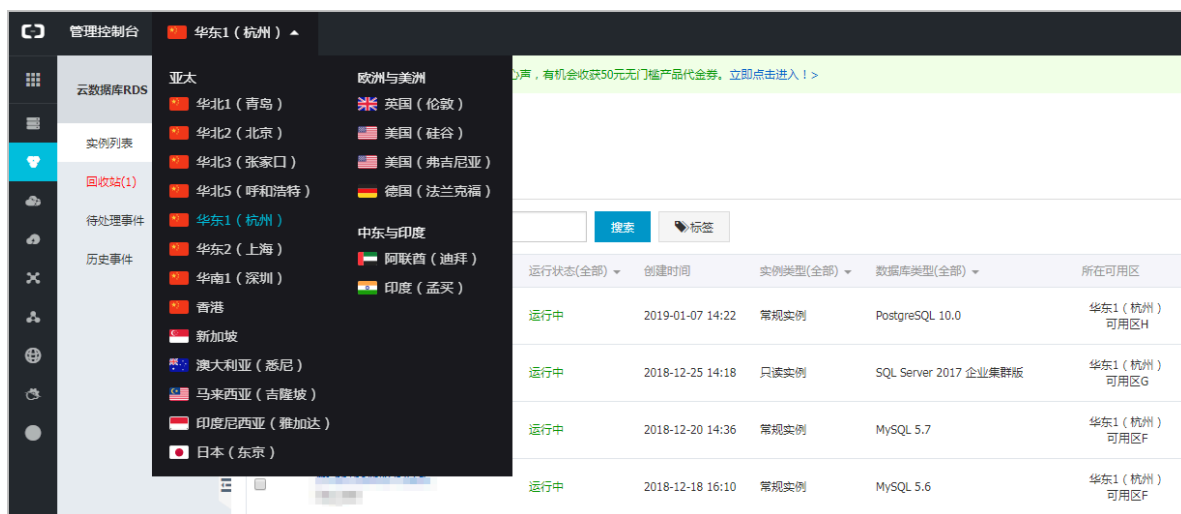 管理控制台
华东1 ( 杭州 )
亚太
华北1 ( 青岛 )
华北2 ( 北京 )
华北3 ( 张家口 )
华北5 ( 呼和浩特 )
华东1 ( 杭州 )
华东2 ( 上海 )
华南1 ( 深圳 )
香港
新加坡
澳大利亚 ( 悉尼 )
马来西亚 ( 吉隆坡 )
印度尼西亚 ( 雅加达 )
日本 ( 东京 )
欧洲与美洲
英国 ( 伦敦 )
美国 ( 硅谷 )
美国 ( 弗吉尼亚 )
德国 ( 法兰克福 )
中东与印度
阿联酋 ( 迪拜 )
印度 ( 孟买 )
云数据库RDS
实例列表
回收站(1)
待处理事件
历史事件
声，有机会收获50元无门槛产品代金券。立即点击进入！>
搜索 标签
运行状态(全部) 创建时间 实例类型(全部) 数据库类型(全部) 所在可用区
运行中 2019-01-07 14:22 常规实例 PostgreSQL 10.0 华东1 ( 杭州 )
可用区H
运行中 2018-12-25 14:18 只读实例 SQL Server 2017 企业集群版 华东1 ( 杭州 )
可用区G
运行中 2018-12-20 14:36 常规实例 MySQL 5.7 华东1 ( 杭州 )
可用区F
运行中 2018-12-18 16:10 常规实例 MySQL 5.6 华东1 ( 杭州 )
可用区F